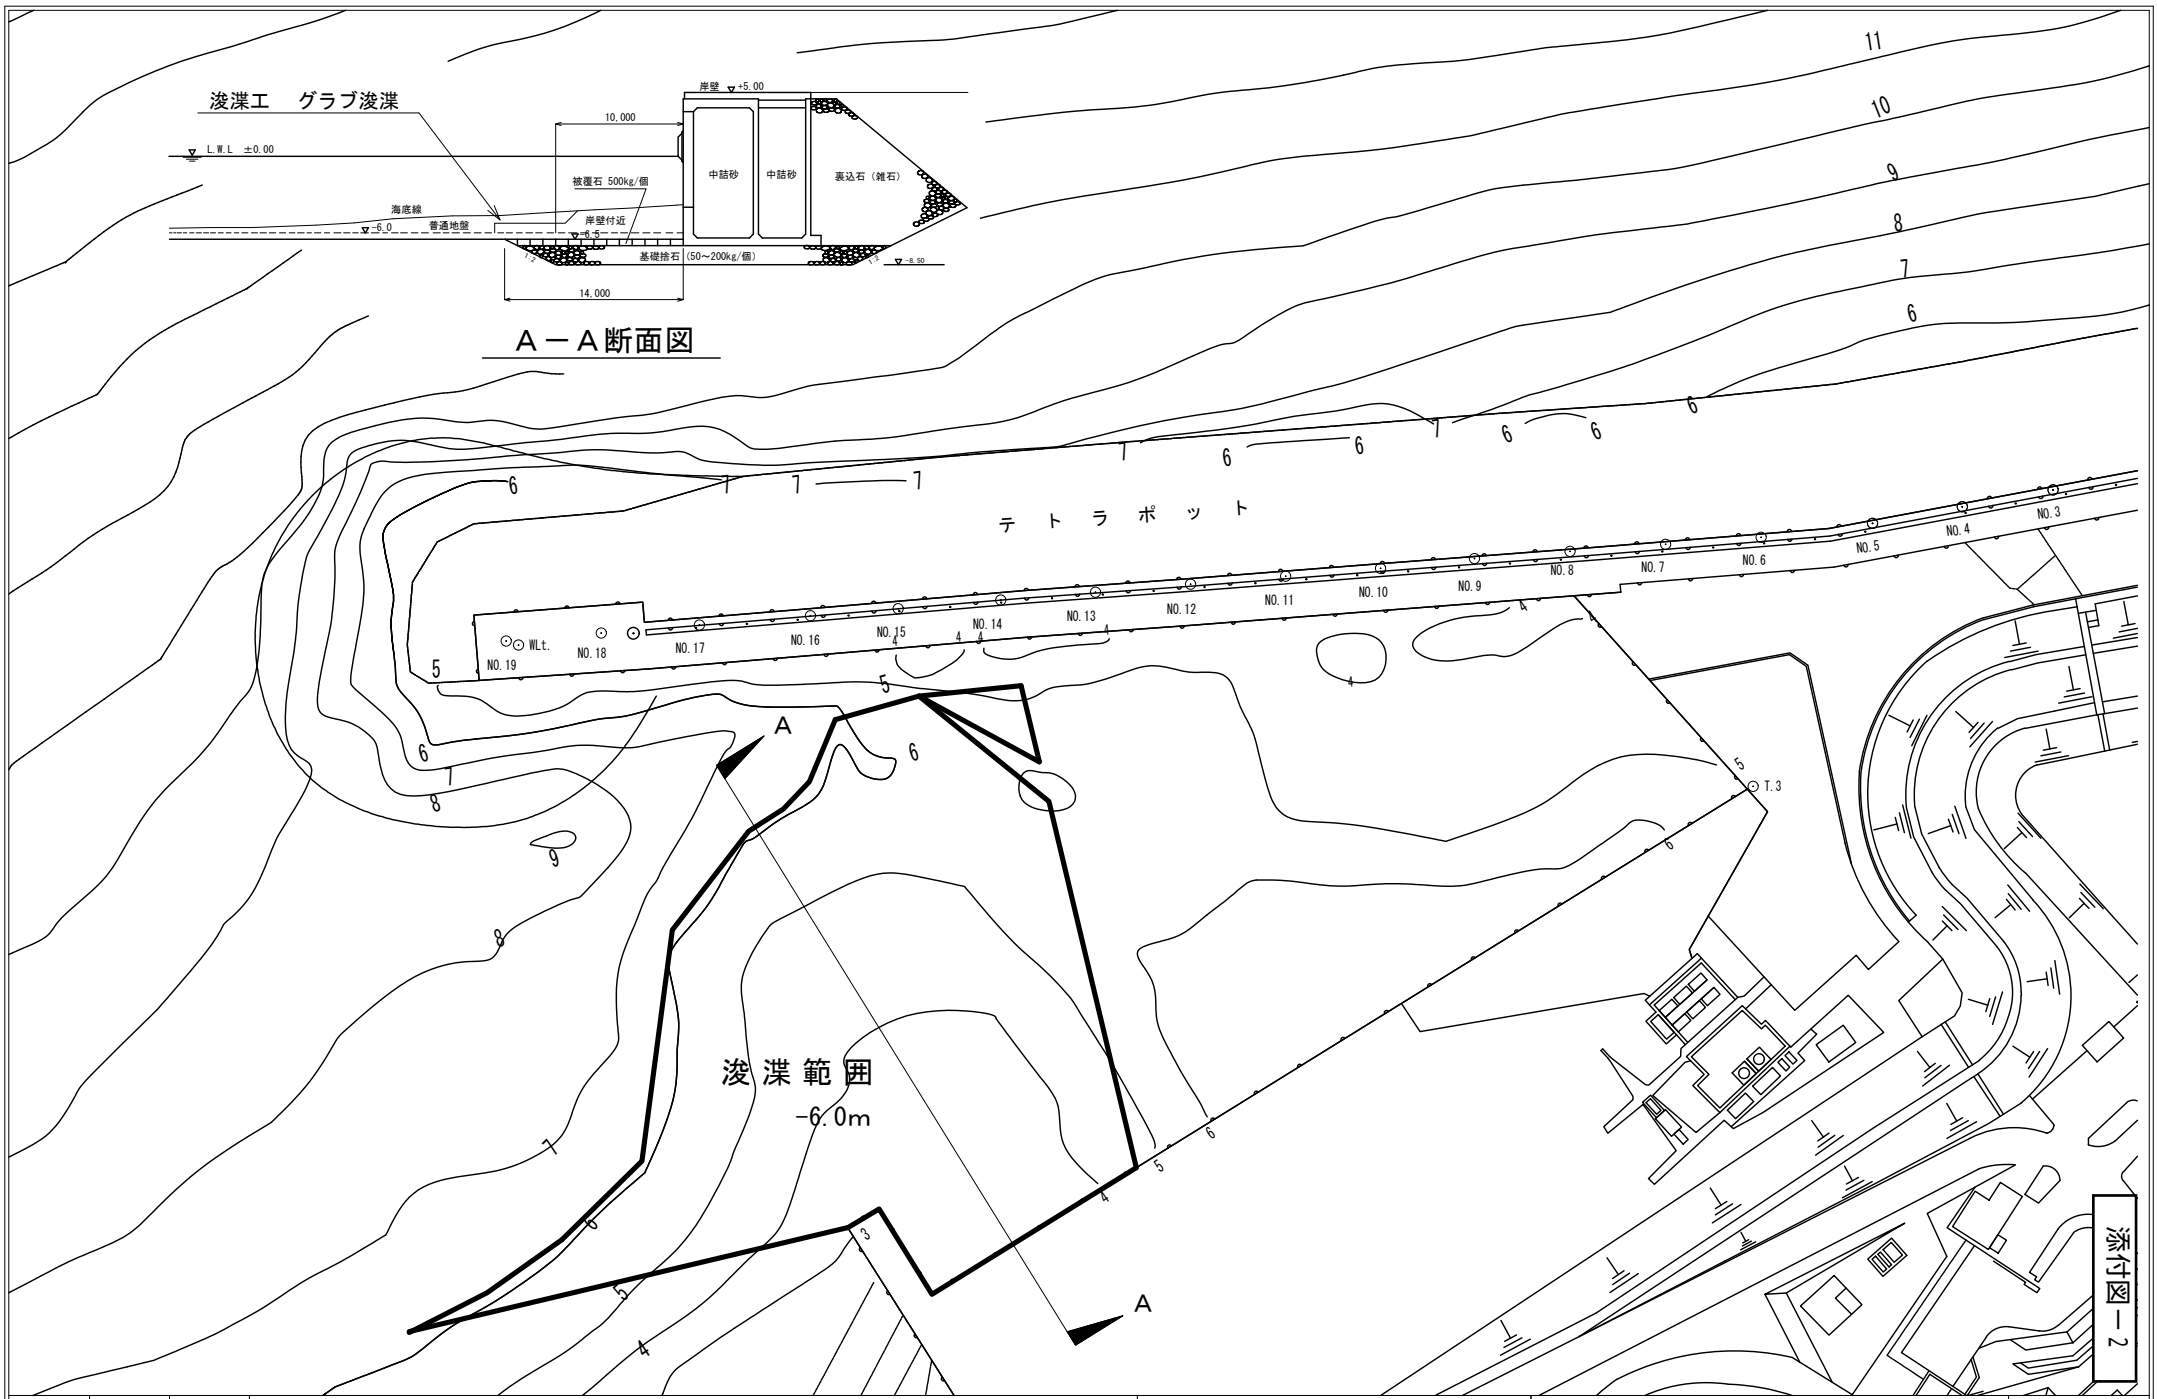 浚渫工 グラブ浚渫
岸壁 +5.00
10,000
L.W.L ±0.00
被覆石 500kg/個
中詰砂
中詰砂
裏込石（雑石）
海底線
-6.0
普通地盤
岸壁付近
-6.5
1:2
基礎捨石 (50～200kg/個)
1:2
-8.50
14,000
A－A断面図
11
10
9
8
7
6
6
6
6
7
6
6
7
7
7
7
6
テトラポット
NO.3
NO.4
NO.5
NO.6
NO.7
NO.8
NO.9
NO.10
NO.11
NO.12
NO.13
NO.14
NO.15
NO.16
NO.17
NO.18
NO.19
WLt.
4
4
4
4
4
4
4
5
5
5
6
7
8
6
9
8
A
T.3
6
浚渫範囲
-6.0m
7
6
5
4
3
4
5
6
A
添付図－2